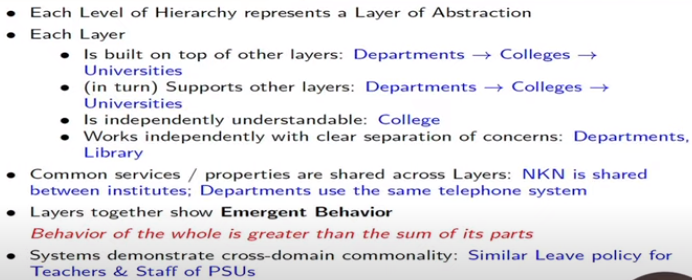 • Each Level of Hierarchy represents a Layer of Abstraction
• Each Layer
• Is built on top of other layers: Departments → Colleges →
Universities
• (in turn) Supports other layers: Departments → Colleges →
Universities
• Is independently understandable: College
• Works independently with clear separation of concerns: Departments,
Library
• Common services / properties are shared across Layers: NKN is shared
between institutes; Departments use the same telephone system
• Layers together show Emergent Behavior
Behavior of the whole is greater than the sum of its parts
• Systems demonstrate cross-domain commonality: Similar Leave policy for
Teachers & Staff of PSUs